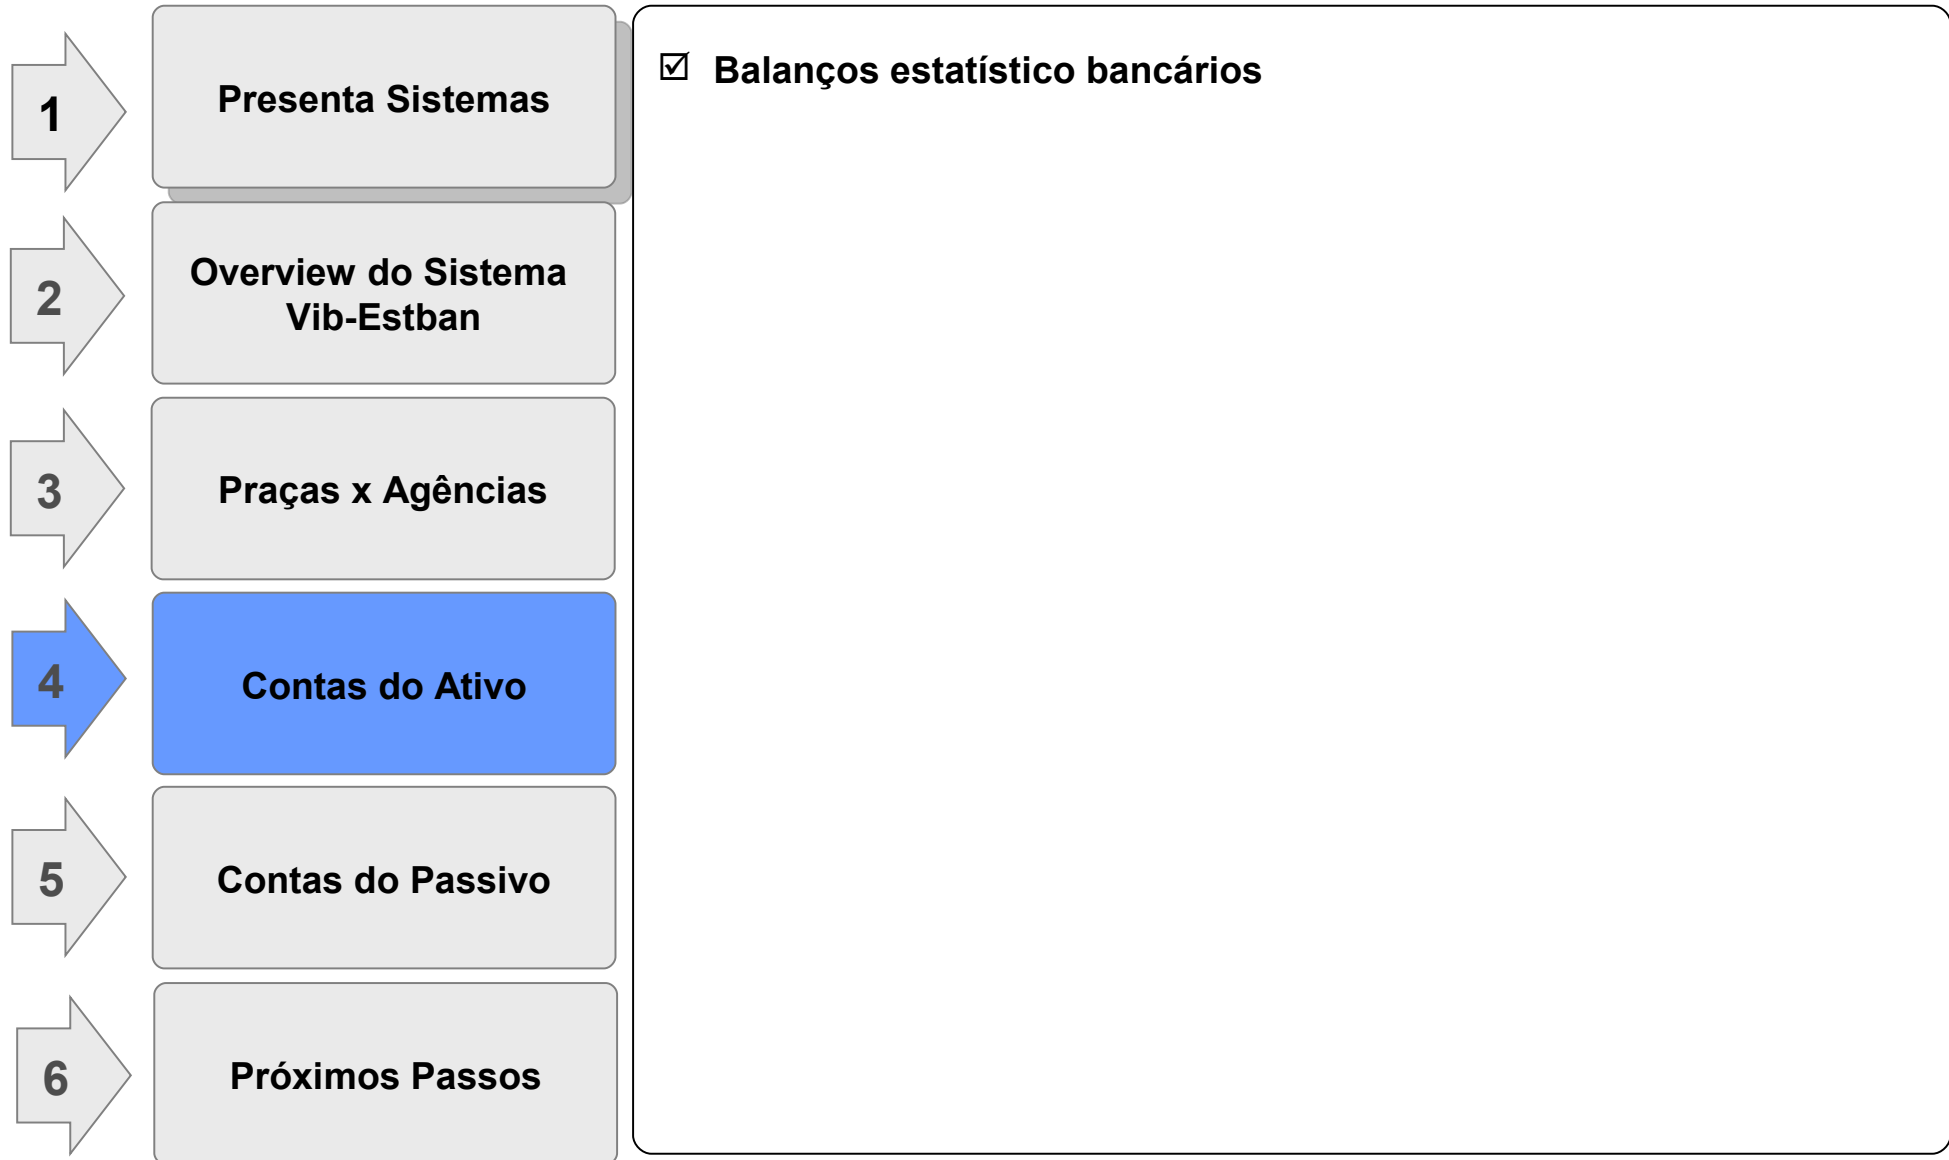 1
Presenta Sistemas
2
Overview do Sistema
Vib-Estban
3
Praças x Agências
4
Contas do Ativo
5
Contas do Passivo
6
Próximos Passos
Balanços estatístico bancários